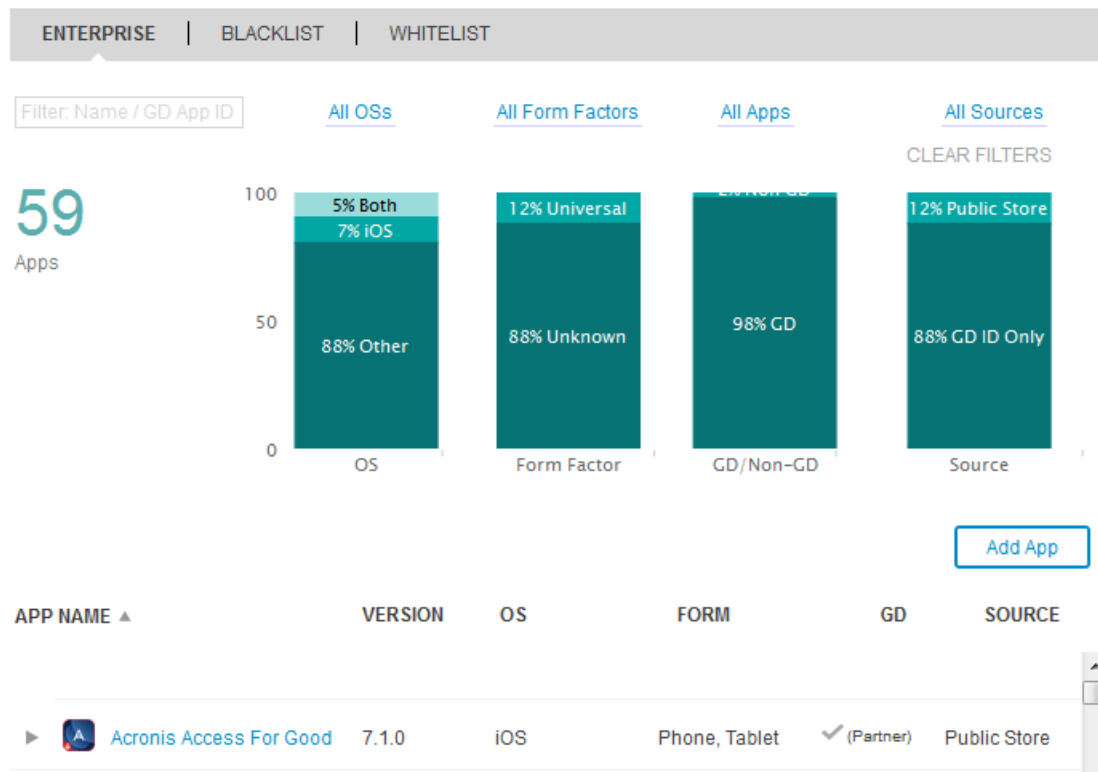 ENTERPRISE | BLACKLIST | WHITELIST
Filter: Name / GD App ID All OSs All Form Factors All Apps All Sources
CLEAR FILTERS
59
Apps
100
50
0
5% Both
7% iOS
88% Other
OS
12% Universal
88% Unknown
Form Factor
2% Non-GD
98% GD
GD/Non-GD
12% Public Store
88% GD ID Only
Source
Add App
APP NAME VERSION OS FORM GD SOURCE
Acronis Access For Good 7.1.0 iOS Phone, Tablet (Partner) Public Store